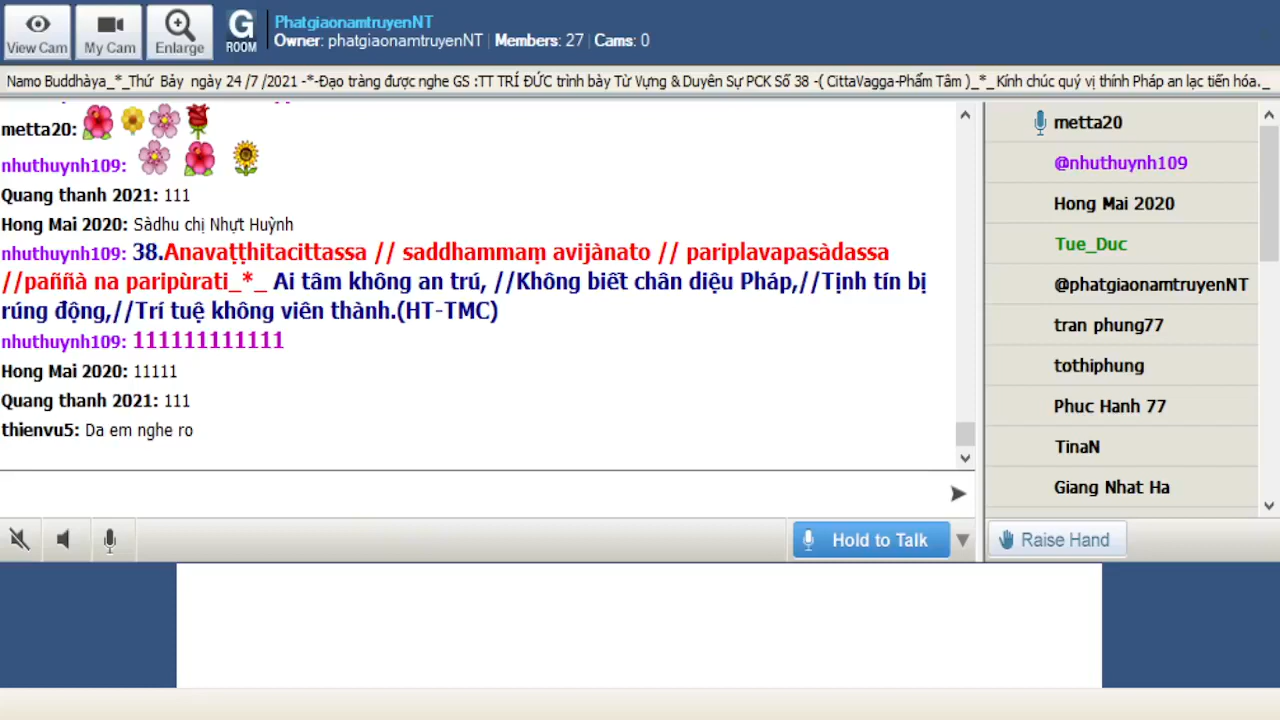 View Cam
My Cam
Enlarge
G
ROOM
PhatgiaonamtruyenNT
Owner: phatgiaonamtruyenNT | Members: 27 | Cams: 0
Namo Buddhàya_*_Thứ Bảy ngày 24 /7 /2021 -*-Đạo tràng được nghe GS :TT TRÍ ĐỨC trình bày Từ Vựng & Duyên Sự PCK Số 38 -( CittaVagga-Phẩm Tâm )_*_ Kính chúc quý vị thính Pháp an lạc tiến hóa._
metta20:
nhuthuynh109:
Quang thanh 2021: 111
Hong Mai 2020: Sàdhu chị Nhựt Huỳnh
nhuthuynh109: 38.Anavaṭṭhitacittassa // saddhammaṃ avijànato // pariplavapasàdassa
//paññà na paripùrati_*_ Ai tâm không an trú, //Không biết chân diệu Pháp,//Tịnh tín bị
rúng động,//Trí tuệ không viên thành.(HT-TMC)
nhuthuynh109: 111111111111
Hong Mai 2020: 11111
Quang thanh 2021: 111
thienvu5: Da em nghe ro
metta20
@nhuthuynh109
Hong Mai 2020
Tue_Duc
@phatgiaonamtruyenNT
tran phung77
tothiphung
Phuc Hanh 77
TinaN
Giang Nhat Ha
Hold to Talk
Raise Hand